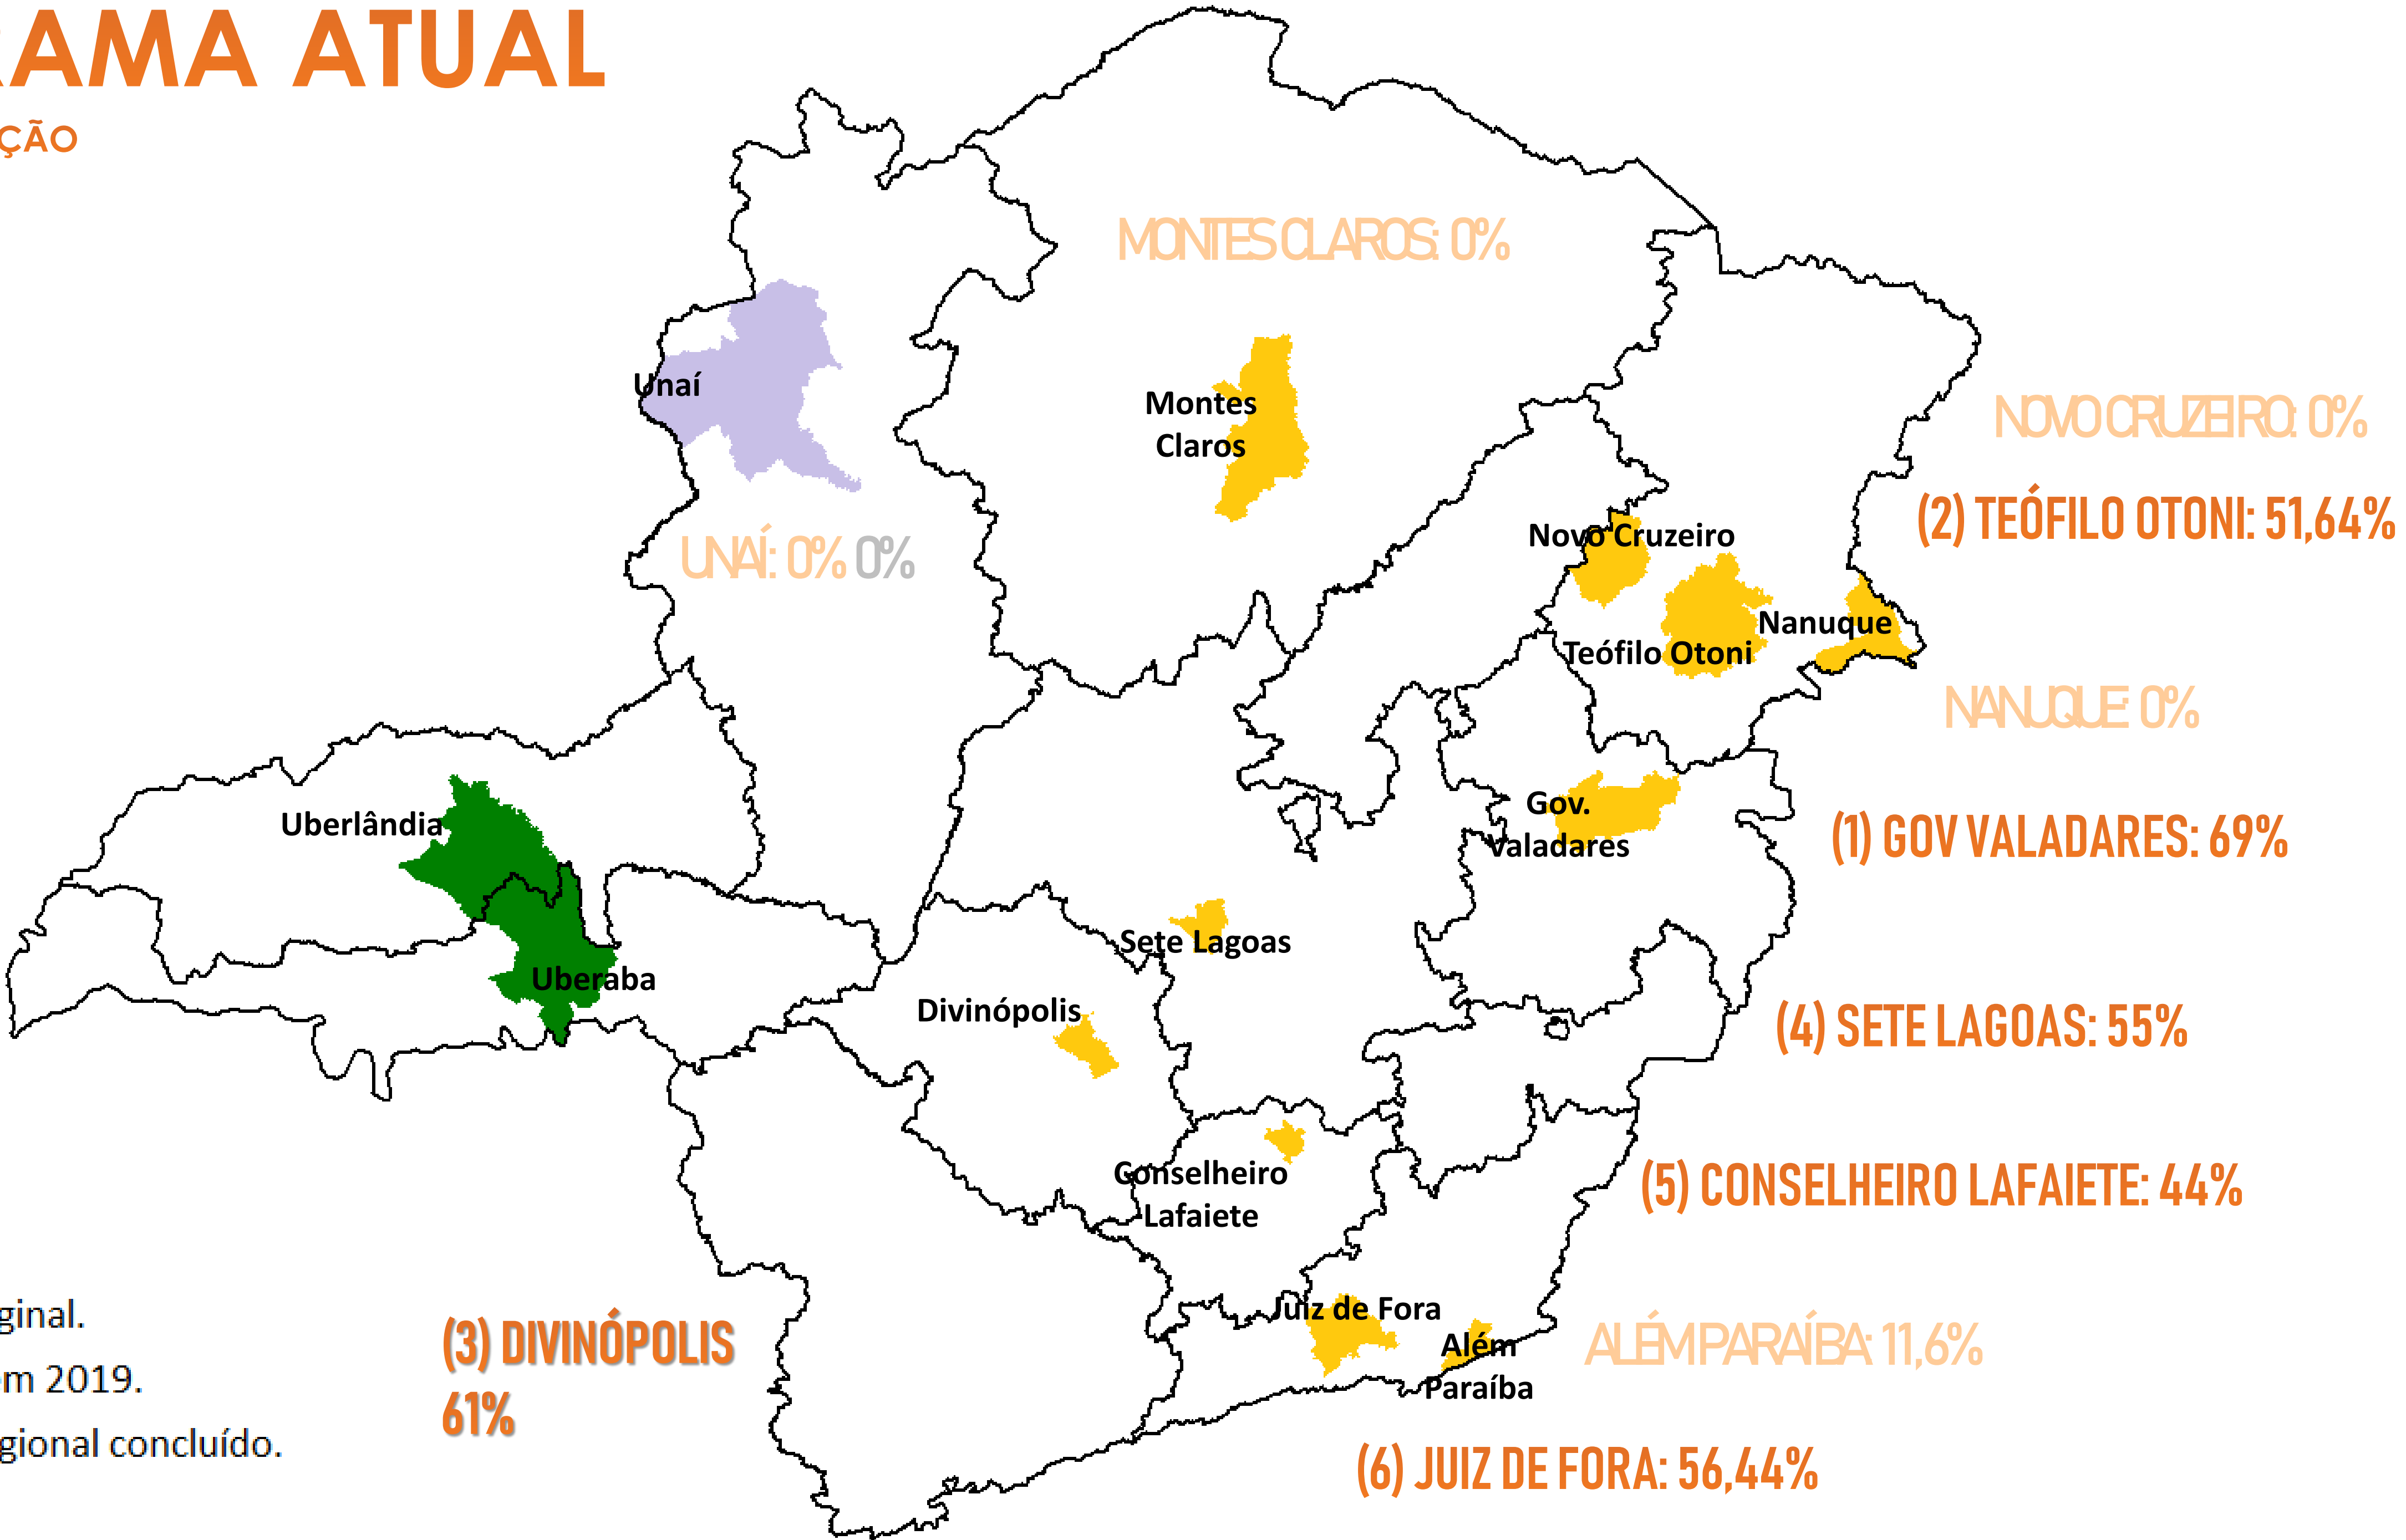 RAMA ATUAL
ÇÃO
MONTES CLAROS: 0%
Unaí
Montes
Claros
NOVO CRUZEIRO: 0%
(2) TEÓFILO OTONI: 51,64%
Novo Cruzeiro
UNAÍ: 0% 0%
Nanuque
Teófilo Otoni
NANUQUE: 0%
Uberlândia
Gov.
Valadares
(1) GOV VALADARES: 69%
Sete Lagoas
Uberaba
Divinópolis
(4) SETE LAGOAS: 55%
Conselheiro
Lafaiete
(5) CONSELHEIRO LAFAIETE: 44%
ginal.
m 2019.
gional concluído.
(3) DIVINÓPOLIS
61%
Juiz de Fora
Além
Paraíba
ALÉM PARAÍBA: 11,6%
(6) JUIZ DE FORA: 56,44%